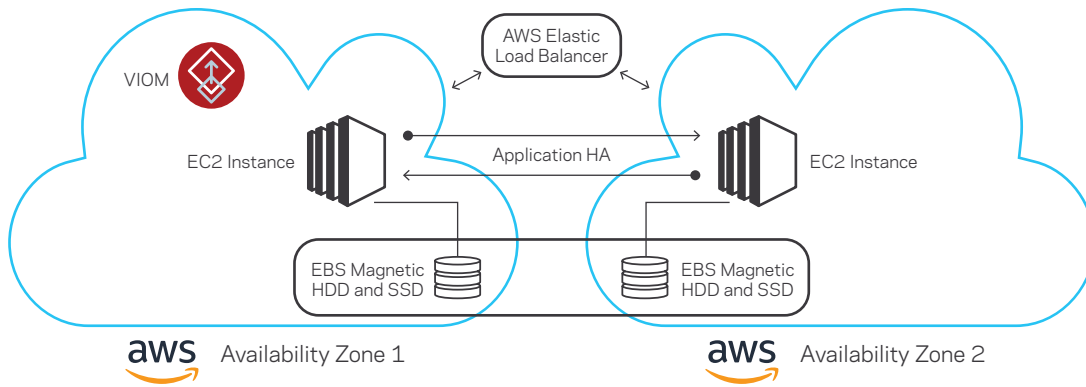 AWS Elastic
Load Balancer
VIOM
EC2 Instance
Application HA
EC2 Instance
EBS Magnetic
HDD and SSD
EBS Magnetic
HDD and SSD
aws Availability Zone 1
aws Availability Zone 2